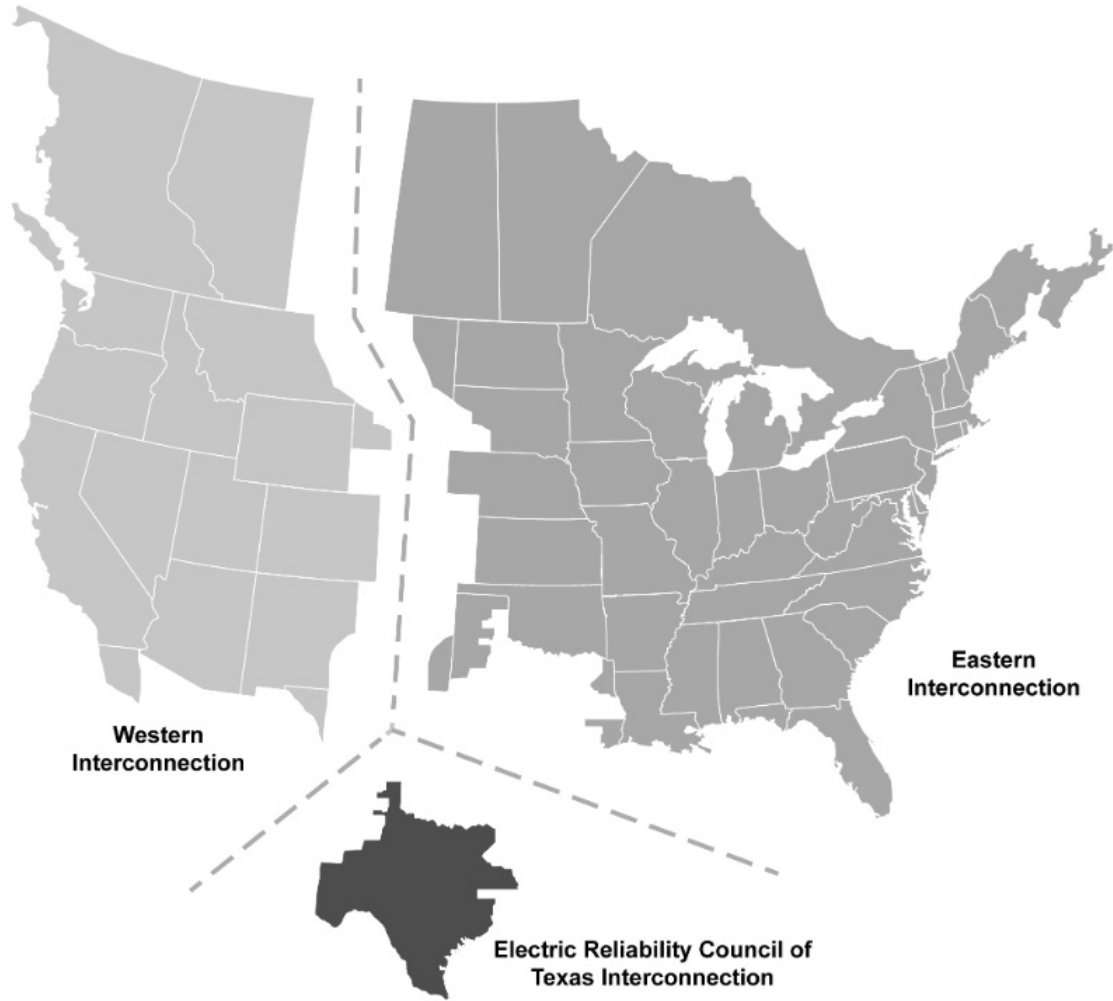 Eastern
Interconnection
Western
Interconnection
Electric Reliability Council of
Texas Interconnection